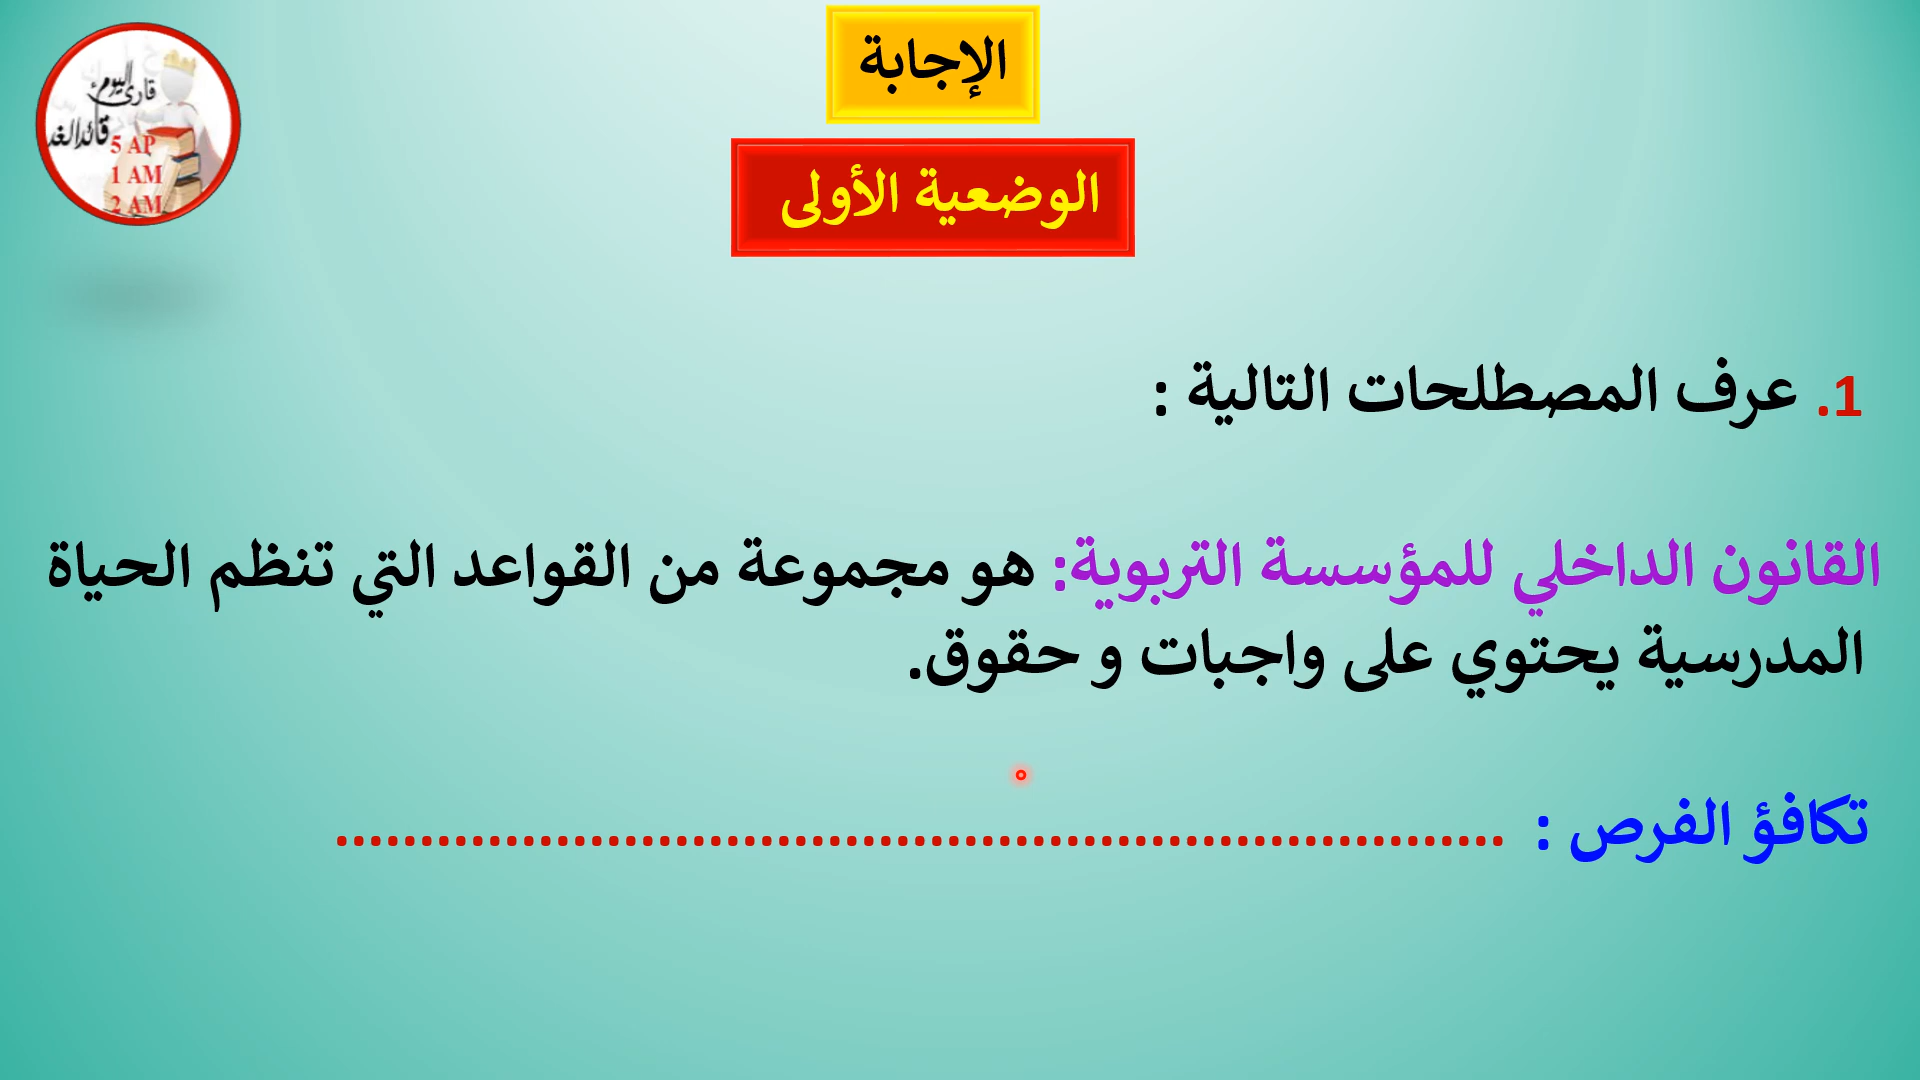 الإجابة
الوضعية الأولى
قارئ اليوم
قائد الغد
5 AP
1 AM
2 AM
1. عرف المصطلحات التالية :
القانون الداخلي للمؤسسة التربوية: هو مجموعة من القواعد التي تنظم الحياة
المدرسية يحتوي على واجبات و حقوق.
تكافؤ الفرص : .....................................................................